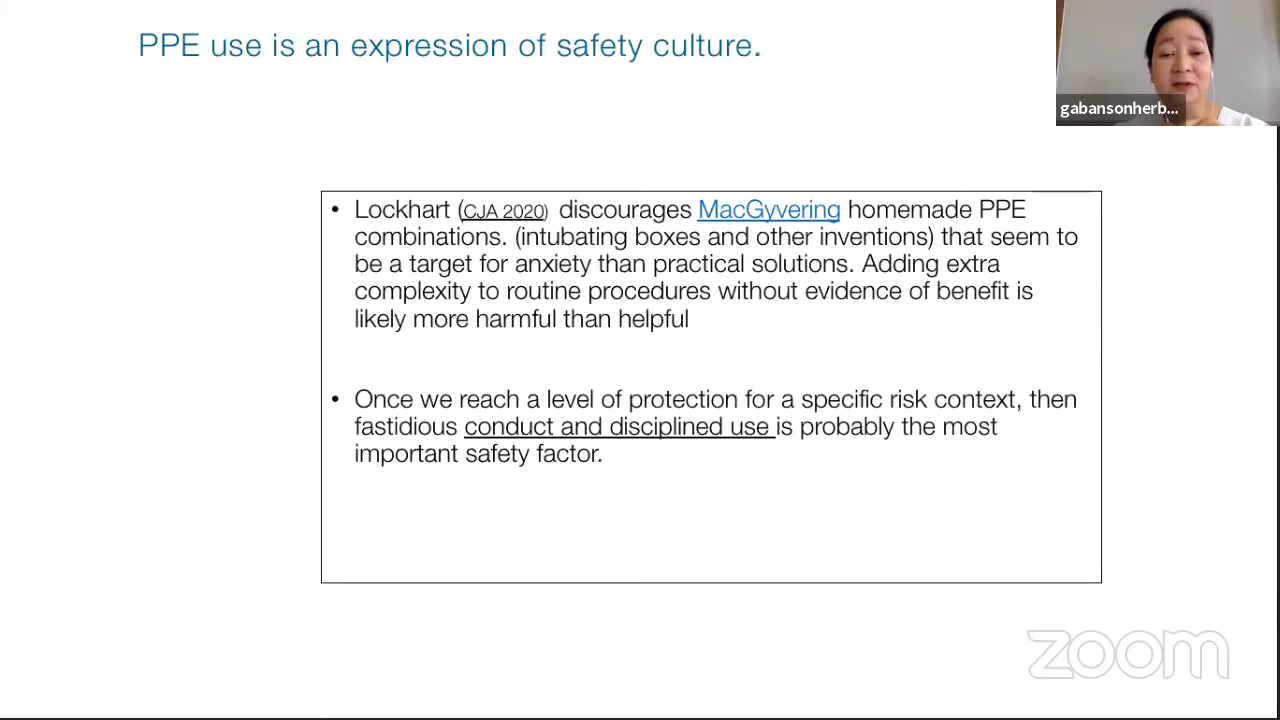 PPE use is an expression of safety culture.
gabansonherb...
• Lockhart (CJA 2020) discourages MacGyvering homemade PPE
combinations. (intubating boxes and other inventions) that seem to
be a target for anxiety than practical solutions. Adding extra
complexity to routine procedures without evidence of benefit is
likely more harmful than helpful
• Once we reach a level of protection for a specific risk context, then
fastidious conduct and disciplined use is probably the most
important safety factor.
zoom